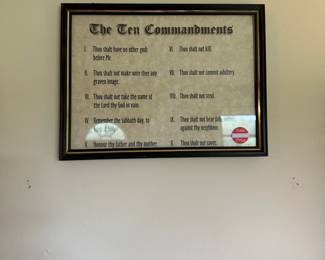 The Ten Commandments
I. Thou shalt have no other gods
before Me.
II. Thou shalt not make unto thee any
graven image.
III. Thou shalt not take the name of
the Lord thy God in vain.
IV. Remember the Sabbath day, to
V. Honour thy father and thy mother
VI. Thou shalt not kill.
VII. Thou shalt not commit adultery.
VIII. Thou shalt not steal.
IX. Thou shalt not bear false witness
against thy neighbour.
X. Thou shalt not covet.